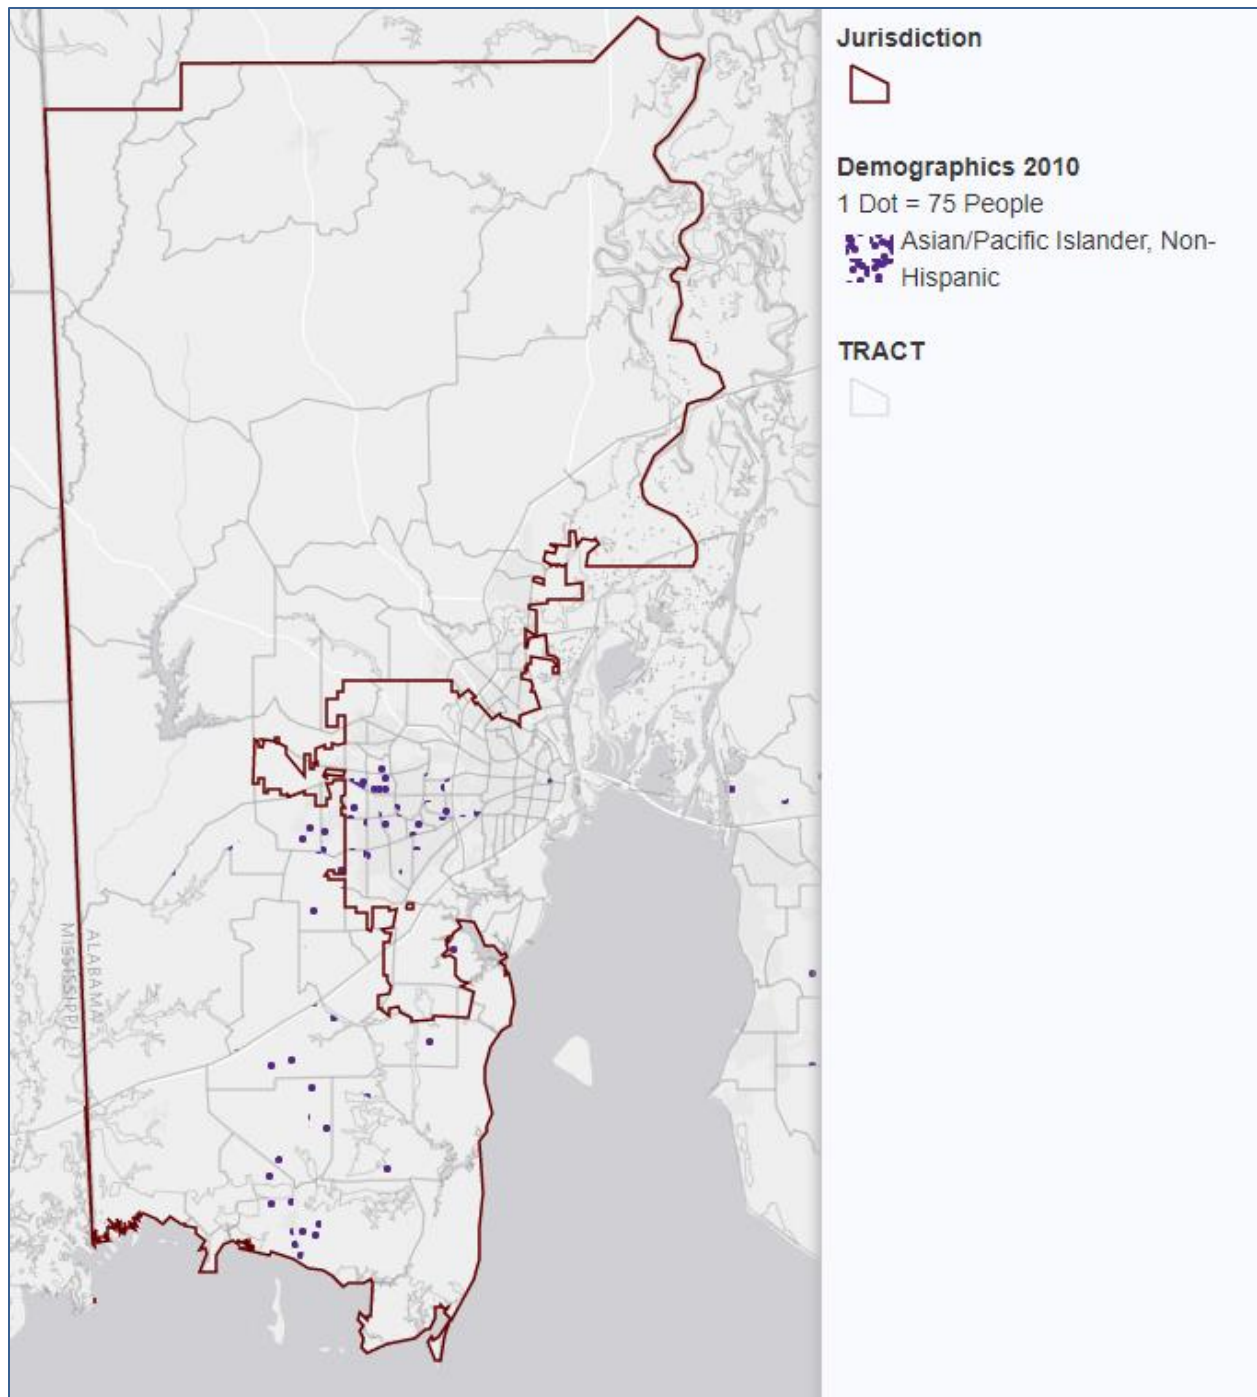 Jurisdiction
Demographics 2010
1 Dot = 75 People
Asian/Pacific Islander, Non-
Hispanic
TRACT
ALABAMA
MISSISSIPPI